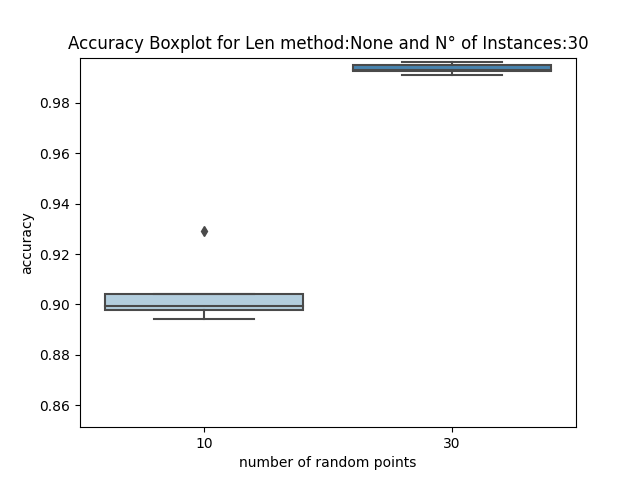 Accuracy Boxplot for Len method:None and N° of Instances:30
accuracy
0.98
0.96
0.94
0.92
0.90
0.88
0.86
10 30
number of random points